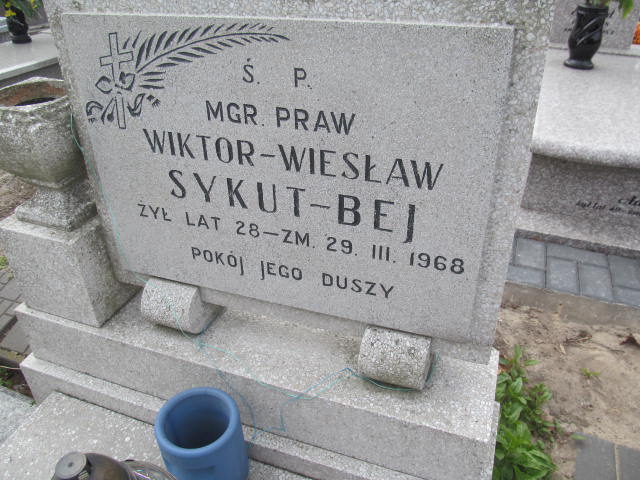 Ś. P.
MGR. PRAW
WIKTOR-WIESŁAW
SYKUT-BEJ
ŻYŁ LAT 28-ZM. 29. III. 1968
POKÓJ JEGO DUSZY